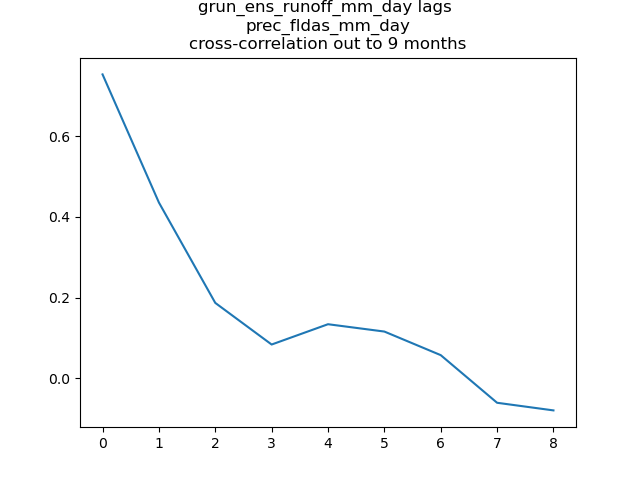 grun_ens_runoff_mm_day lags
prec_fldas_mm_day
cross-correlation out to 9 months
0.6
0.4
0.2
0.0
0 1 2 3 4 5 6 7 8